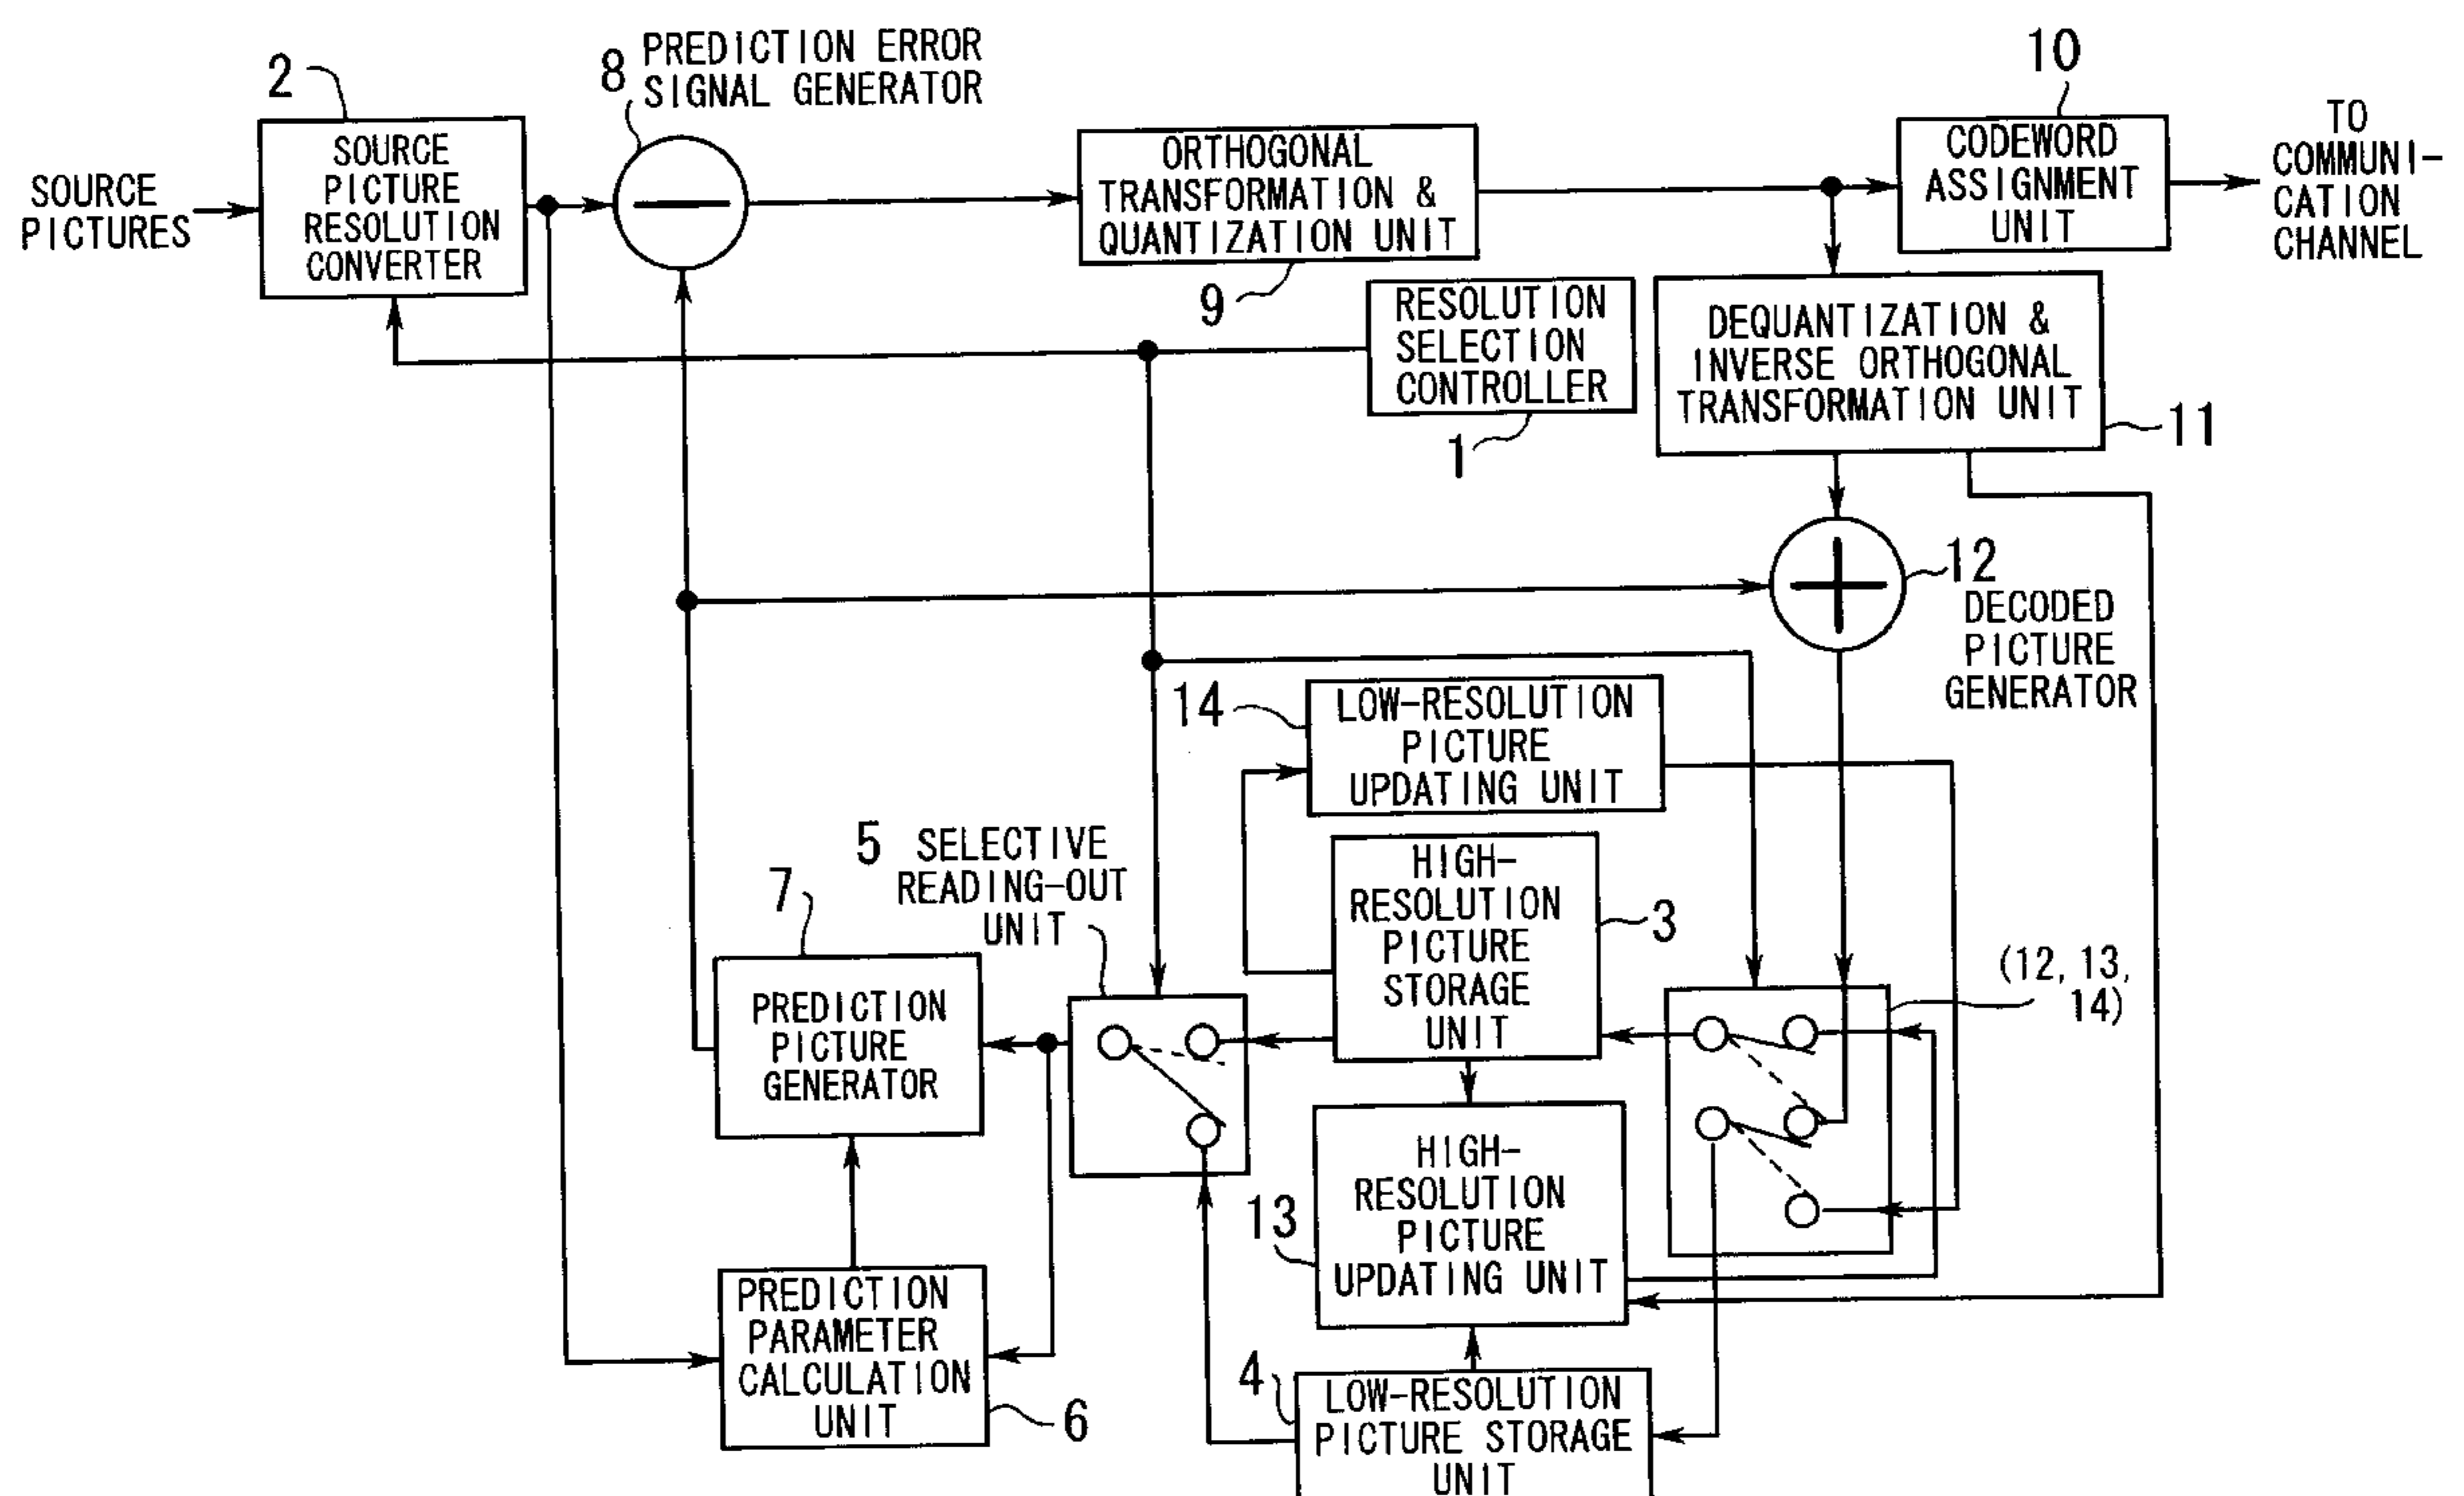 2
SOURCE
PICTURE
RESOLUTION
CONVERTER
SOURCE
PICTURES
8
PREDICTION ERROR
SIGNAL GENERATOR
ORTHOGONAL
TRANSFORMATION &
QUANTIZATION UNIT
9
10
CODEWORD
ASSIGNMENT
UNIT
TO
COMMUNI-
CATION
CHANNEL
RESOLUTION
SELECTION
CONTROLLER
1
DEQUANTIZATION &
INVERSE ORTHOGONAL
TRANSFORMATION UNIT
11
12
DECODED
PICTURE
GENERATOR
14
LOW-RESOLUTION
PICTURE
UPDATING UNIT
5 SELECTIVE
READING-OUT
UNIT
7
PREDICTION
PICTURE
GENERATOR
HIGH-
RESOLUTION
PICTURE
STORAGE
UNIT
3
(12, 13,
14)
13
HIGH-
RESOLUTION
PICTURE
UPDATING UNIT
PREDICTION
PARAMETER
CALCULATION
UNIT
6
4
LOW-RESOLUTION
PICTURE STORAGE
UNIT